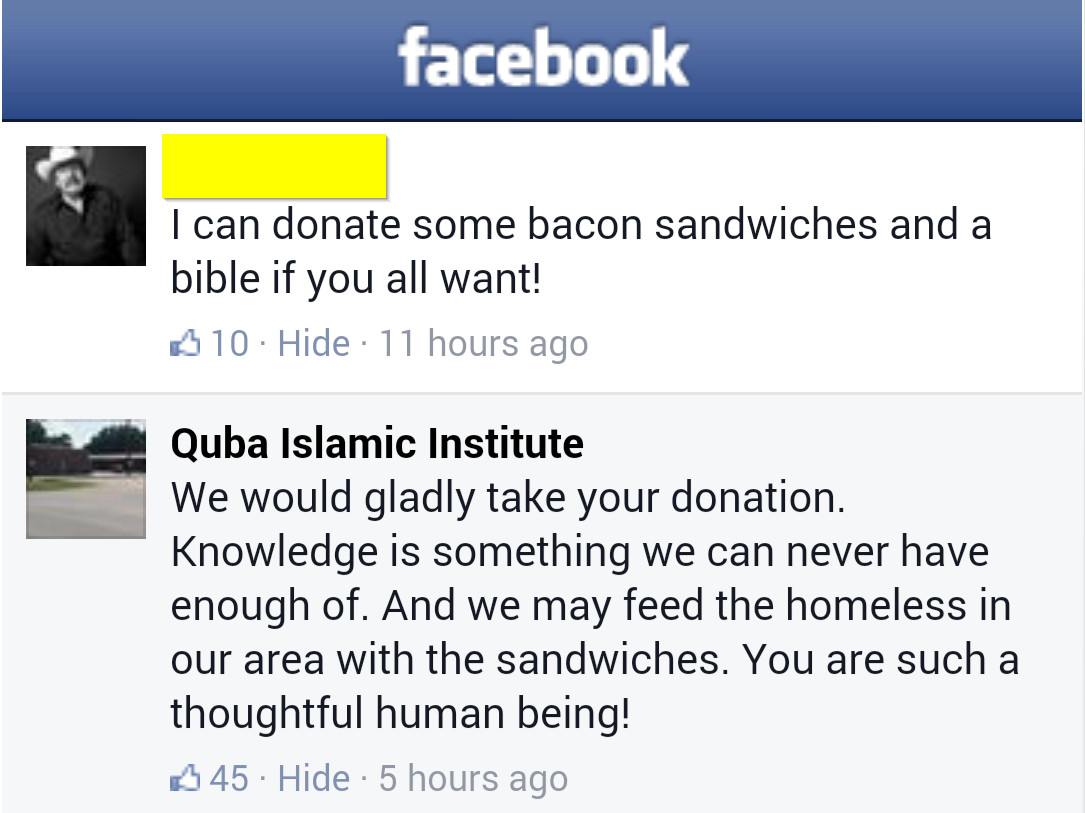 facebook
I can donate some bacon sandwiches and a
bible if you all want!
10 · Hide · 11 hours ago
Quba Islamic Institute
We would gladly take your donation.
Knowledge is something we can never have
enough of. And we may feed the homeless in
our area with the sandwiches. You are such a
thoughtful human being!
45 · Hide · 5 hours ago